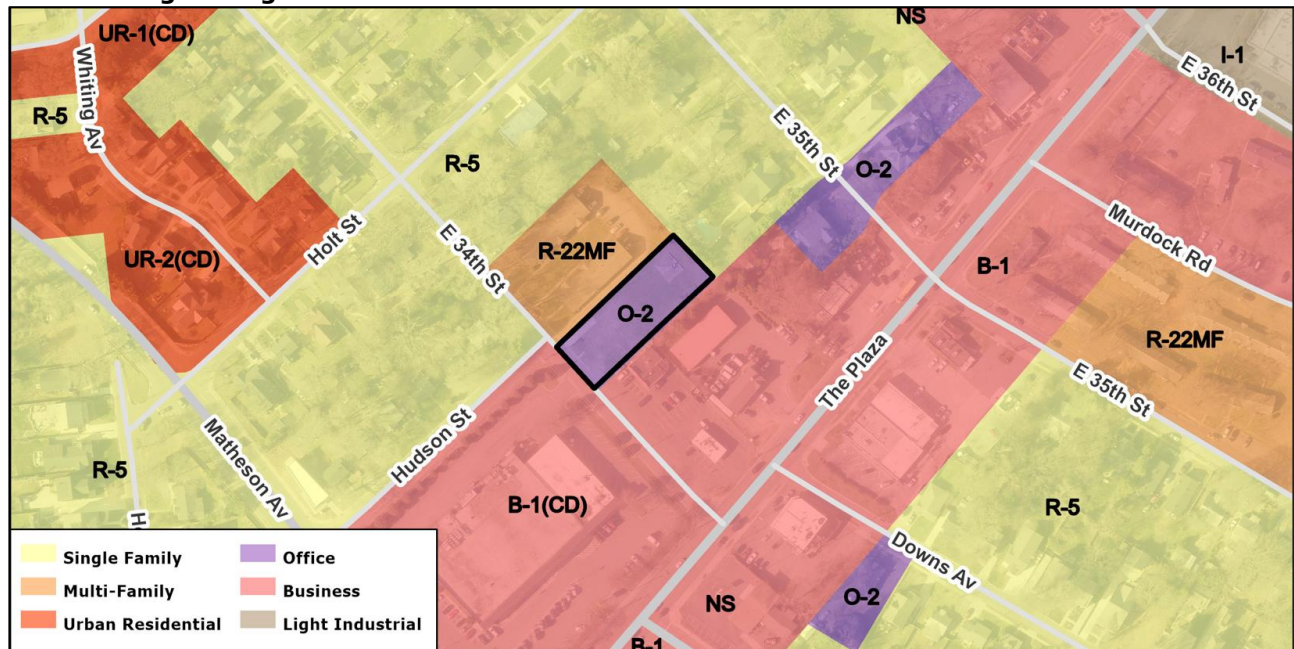 UR-1(CD)
NS
I-1
Whiting Av
E 36th St
R-5
R-5
E 35th St
O-2
Holt St
E 34th St
R-22MF
Murdock Rd
UR-2(CD)
B-1
O-2
R-22MF
The Plaza
E 35th St
Matheson Av
Hudson St
R-5
B-1(CD)
R-5
Downs Av
O-2
NS
B-1
Single Family
Office
Multi-Family
Business
Urban Residential
Light Industrial